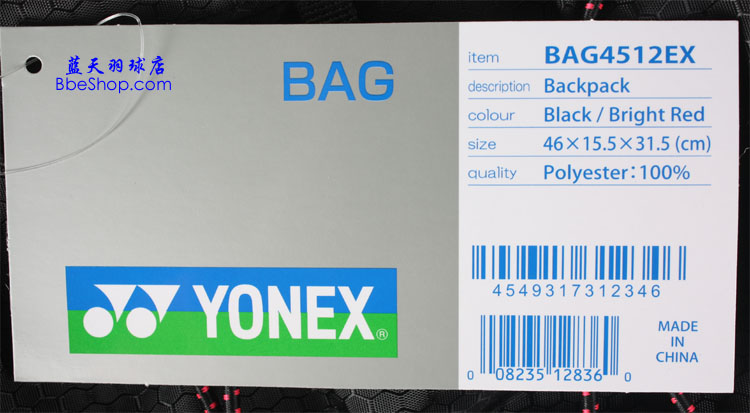 蓝天羽球店
BbeShop.com
BAG
YONEX®
item BAG4512EX
description Backpack
colour Black / Bright Red
size 46×15.5×31.5 (cm)
quality Polyester:100%
4549317312346
0 08235 12836 0
MADE
IN
CHINA